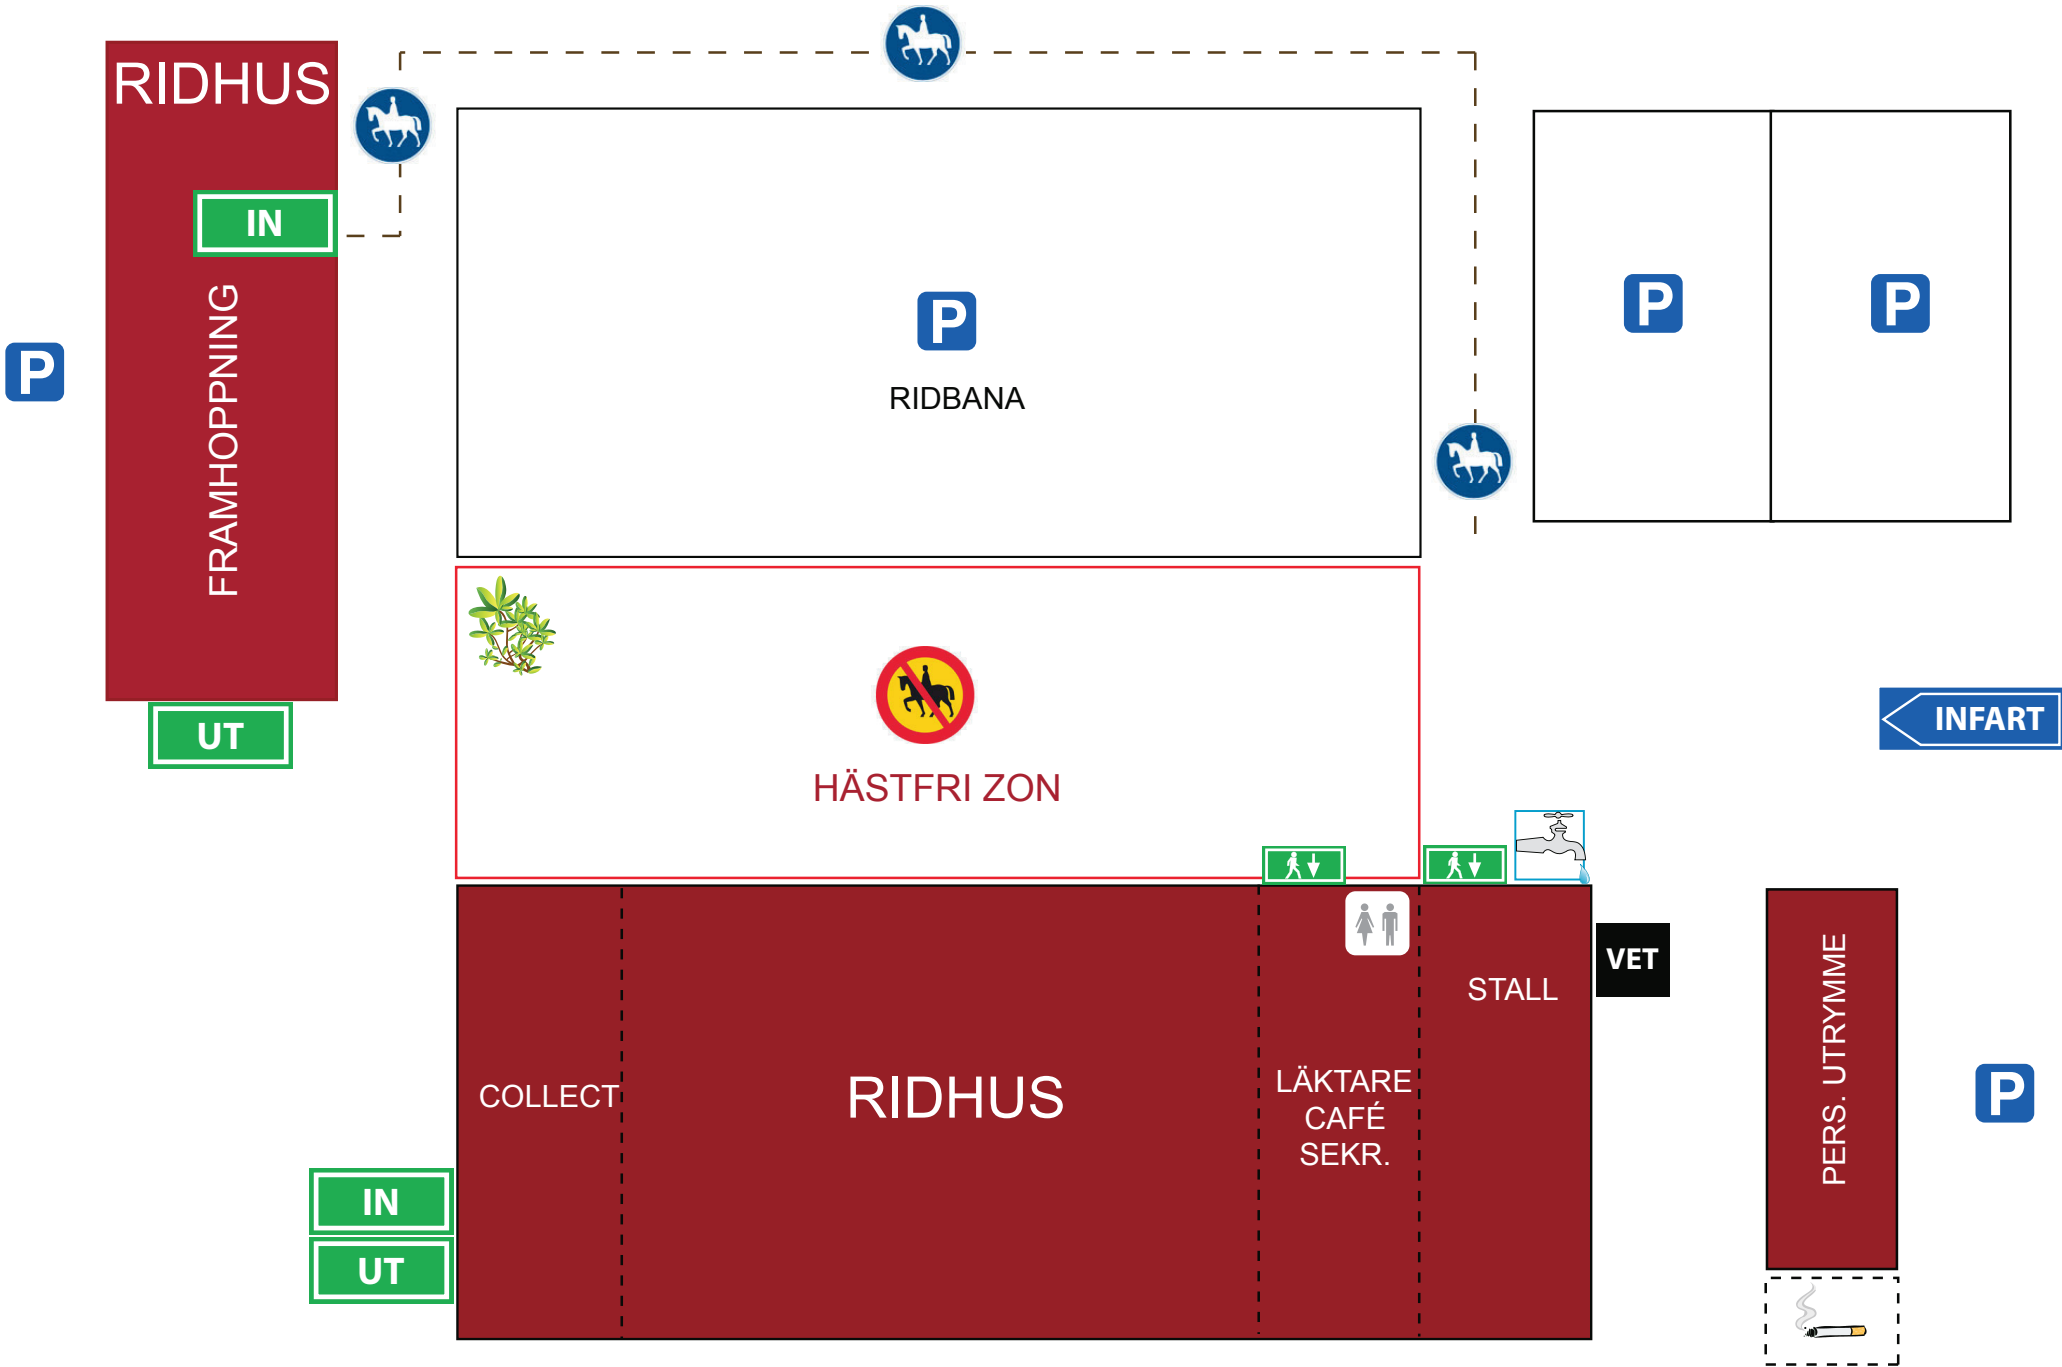 RIDHUS
IN
FRAMHOPPNING
UT
P
P
RIDBANA
P
P
HÄSTFRI ZON
INFART
VET
STALL
COLLECT
RIDHUS
LÄKTARE
CAFÉ
SEKR.
IN
UT
PERS. UTRYMME
P